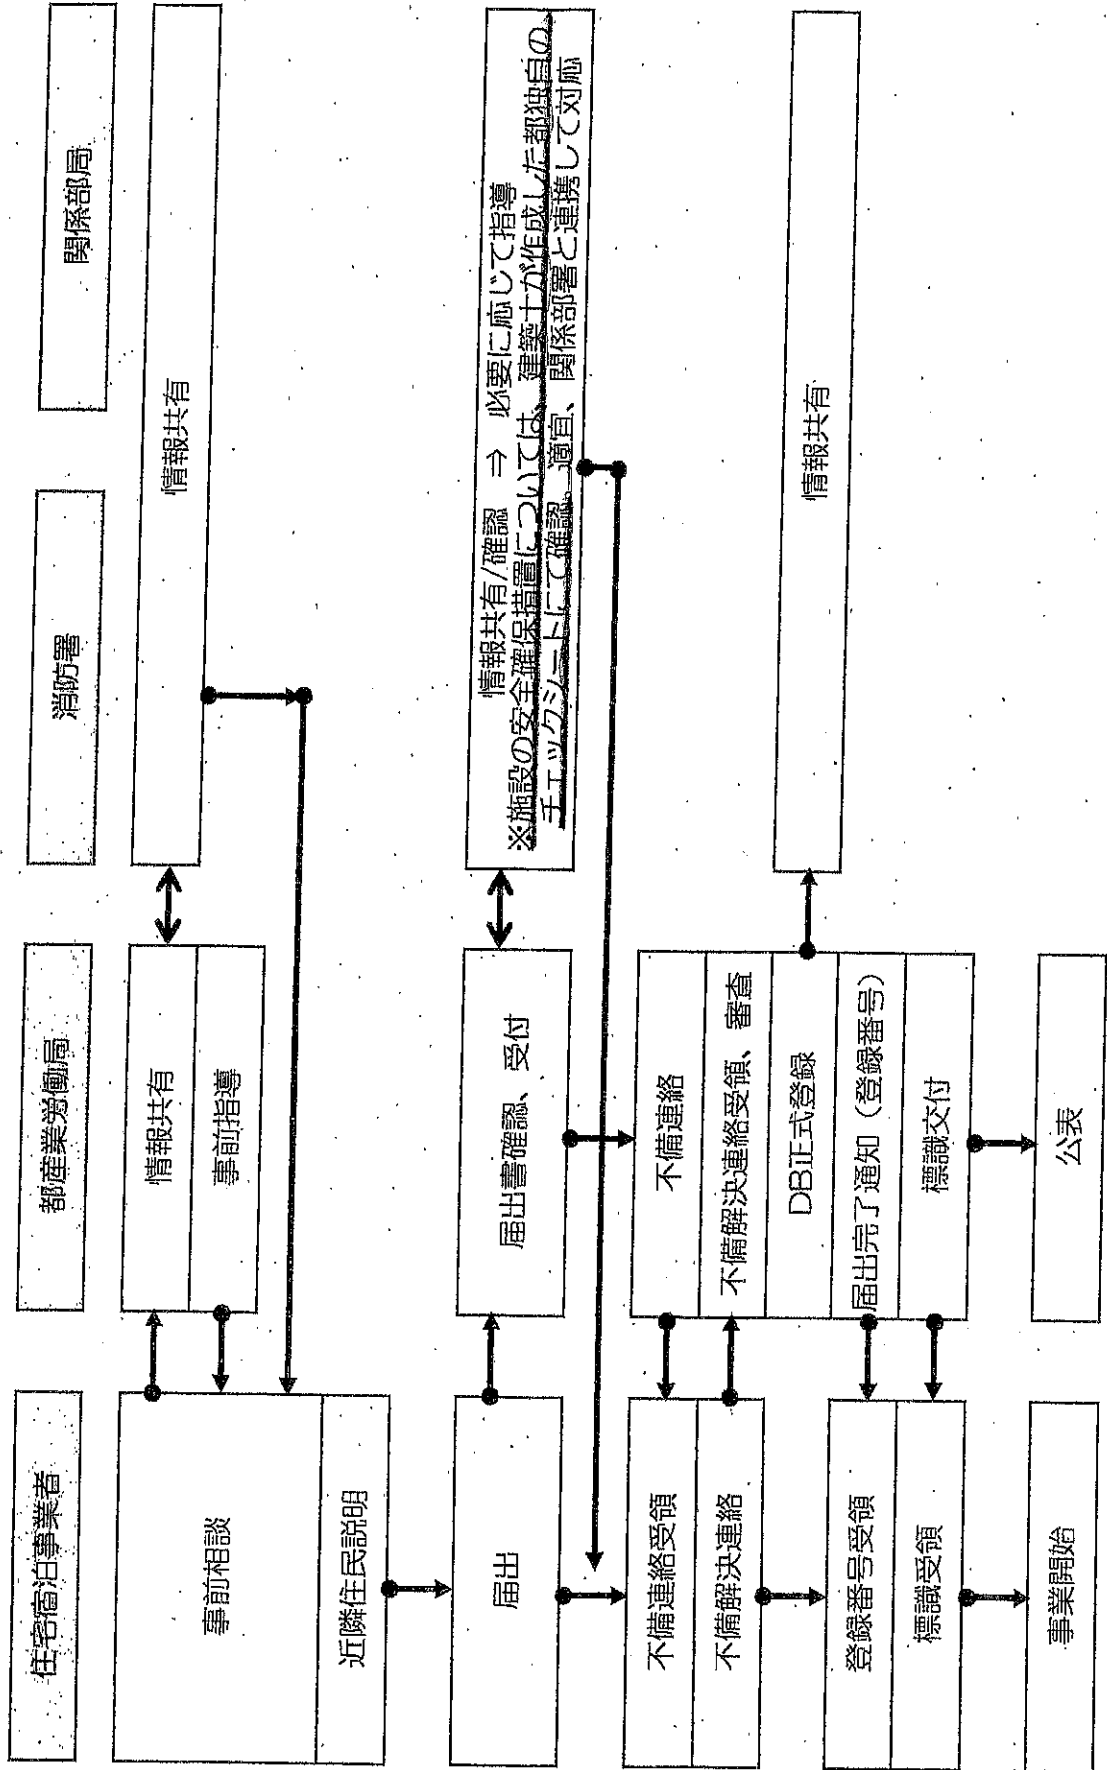 住宅宿泊事業者
都産業労働局
消防署
関係部局
事前相談
近隣住民説明
情報共有
事前指導
情報共有
届出
届出書確認、受付
情報共有/確認 ⇒ 必要に応じて指導
※施設の安全確保措置については、建築士が作成した都独自の
チェックシートにて確認、適宜、関係部署と連携して対応
不備連絡受領
不備解決連絡
不備連絡
不備解決連絡受領、審査
DB正式登録
届出完了通知（登録番号）
標識交付
情報共有
登録番号受領
標識受領
事業開始
公表